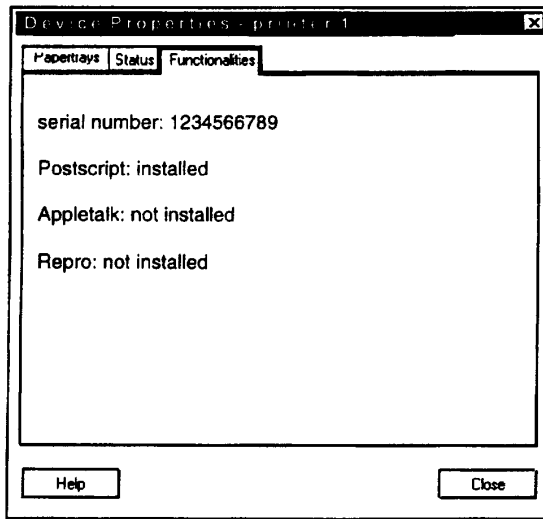 Device Properties - printer 1
Papertrays Status Functionalities
serial number: 1234566789
Postscript: installed
Appletalk: not installed
Repro: not installed
Help Close